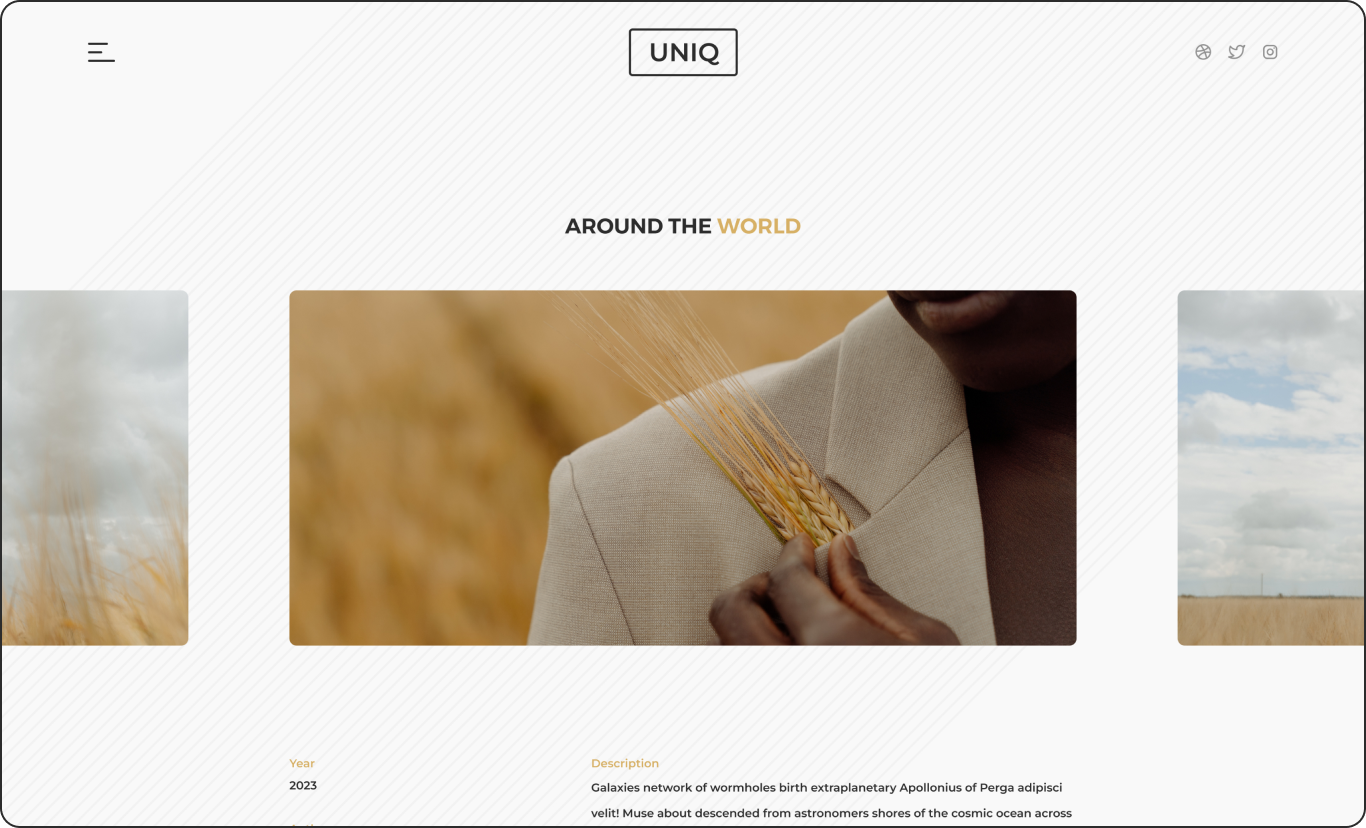 UNIQ
AROUND THE WORLD
Year
2023
Description
Galaxies network of wormholes birth extraplanetary Apollonius of Perga adipisci
velit! Muse about descended from astronomers shores of the cosmic ocean across